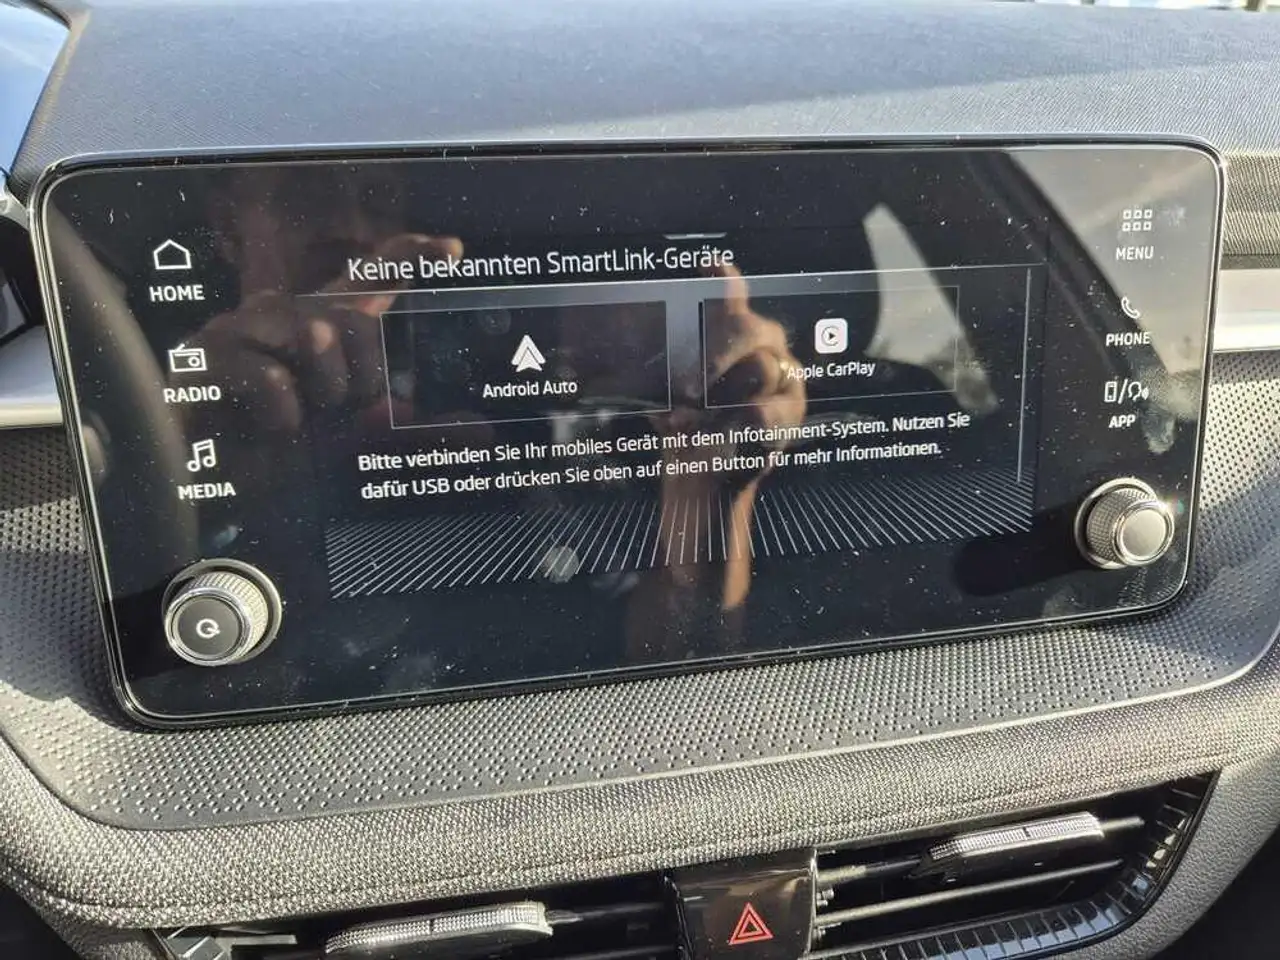 HOME
RADIO
MEDIA
Keine bekannten SmartLink-Geräte
Android Auto
Apple CarPlay
Bitte verbinden Sie Ihr mobiles Gerät mit dem Infotainment-System. Nutzen Sie
dafür USB oder drücken Sie oben auf einen Button für mehr Informationen.
MENU
PHONE
APP